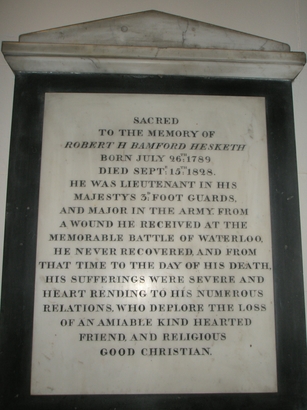 SACRED
TO THE MEMORY OF
ROBERT H BAMFORD HESKETH
BORN JULY 26TH 1789
DIED SEPT. 15TH 1828.
HE WAS LIEUTENANT IN HIS
MAJESTYS 3RD FOOT GUARDS,
AND MAJOR IN THE ARMY, FROM
A WOUND HE RECEIVED AT THE
MEMORABLE BATTLE OF WATERLOO,
HE NEVER RECOVERED, AND FROM
THAT TIME TO THE DAY OF HIS DEATH,
HIS SUFFERINGS WERE SEVERE AND
HEART RENDING TO HIS NUMEROUS
RELATIONS, WHO DEPLORE THE LOSS
OF AN AMIABLE KIND HEARTED
FRIEND, AND RELIGIOUS
GOOD CHRISTIAN.